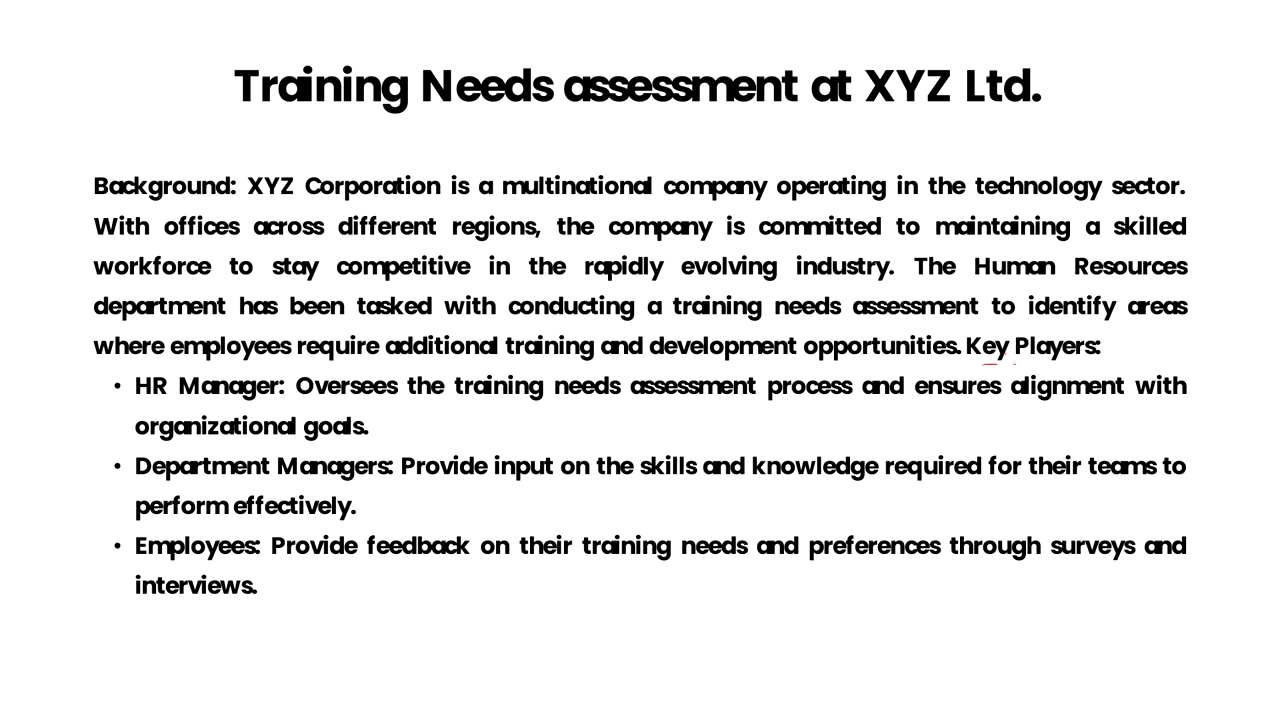 Training Needs assessment at XYZ Ltd.
Background: XYZ Corporation is a multinational company operating in the technology sector.
With offices across different regions, the company is committed to maintaining a skilled
workforce to stay competitive in the rapidly evolving industry. The Human Resources
department has been tasked with conducting a training needs assessment to identify areas
where employees require additional training and development opportunities. Key Players:
• HR Manager: Oversees the training needs assessment process and ensures alignment with
organizational goals.
• Department Managers: Provide input on the skills and knowledge required for their teams to
perform effectively.
• Employees: Provide feedback on their training needs and preferences through surveys and
interviews.